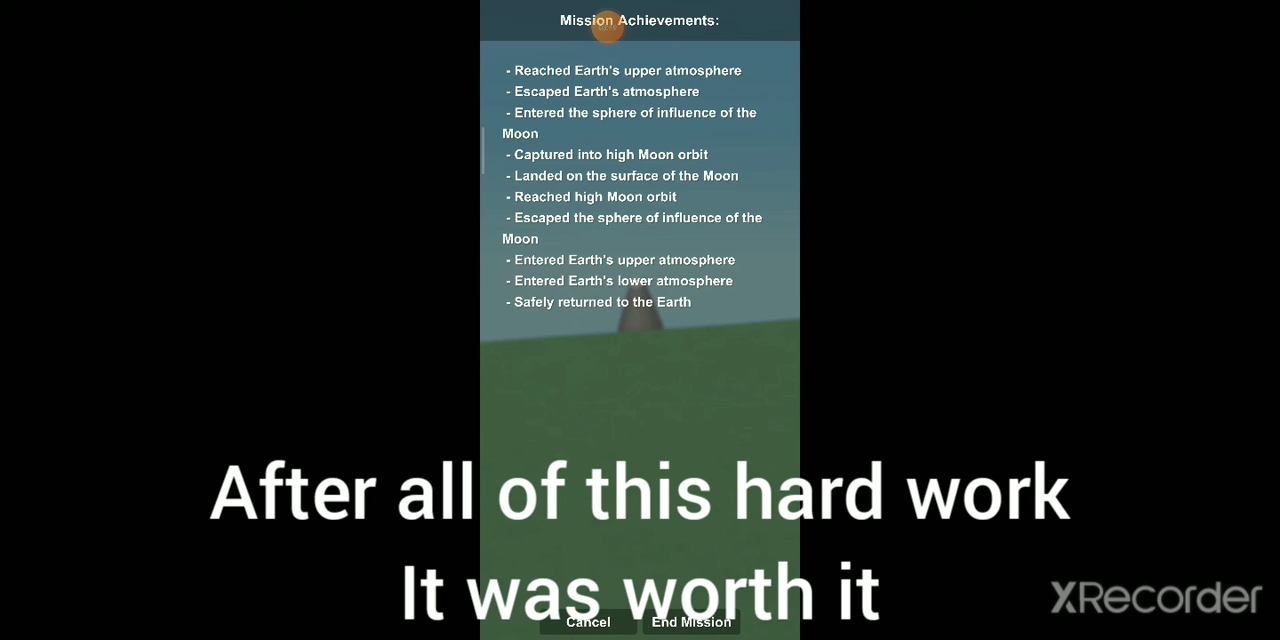 Mission Achievements:
- Reached Earth's upper atmosphere
- Escaped Earth's atmosphere
- Entered the sphere of influence of the
Moon
- Captured into high Moon orbit
- Landed on the surface of the Moon
- Reached high Moon orbit
- Escaped the sphere of influence of the
Moon
- Entered Earth's upper atmosphere
- Entered Earth's lower atmosphere
- Safely returned to the Earth
After all of this hard work
It was worth it
XRecorder
Cancel End Mission